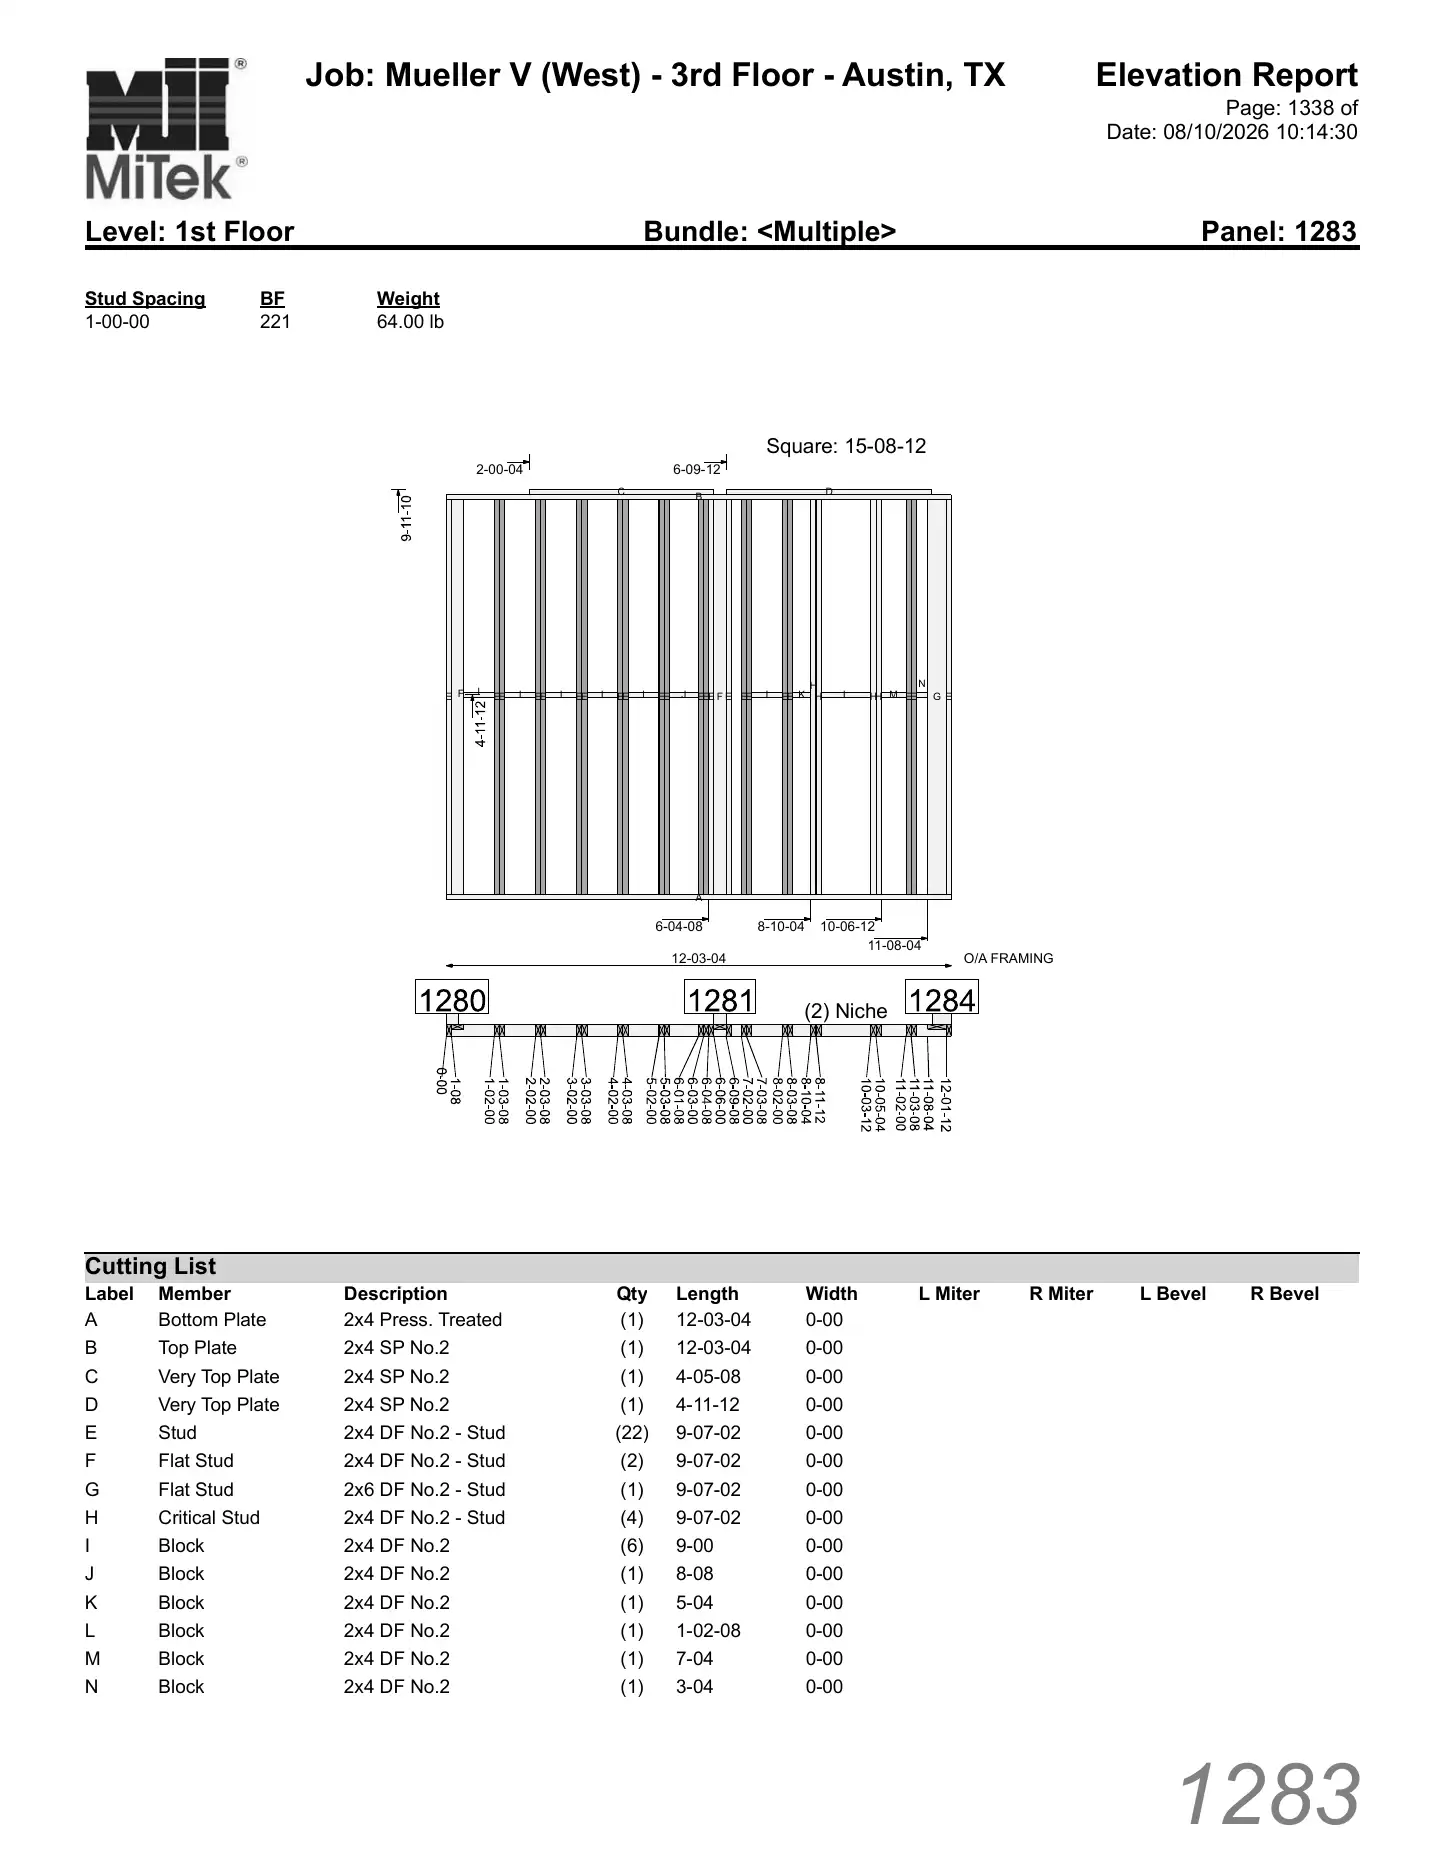 MiTek®
Job: Mueller V (West) - 3rd Floor - Austin, TX
Elevation Report
Page: 1338 of
Date: 08/10/2026 10:14:30
Level: 1st Floor Bundle: <Multiple> Panel: 1283
Stud Spacing BF Weight
1-00-00 221 64.00 lb
Square: 15-08-12
2-00-04 6-09-12
C B D
9-11-10
F L I I I I J F I K H I H M N G
4-11-12
A
6-04-08 8-10-04 10-06-12
11-08-04
12-03-04 O/A FRAMING
1280 1281 (2) Niche 1284
0-00 1-08 1-02-00 1-03-08 2-02-00 2-03-08 3-02-00 3-03-08 4-02-00 4-03-08 5-02-00 5-03-08 6-01-08 6-03-00 6-04-08 6-06-00 6-09-08 7-02-00 7-03-08 8-02-00 8-03-08 8-10-04 8-11-12 10-03-12 10-05-04 11-02-00 11-03-08 11-08-04 12-01-12
Cutting List
Label Member Description Qty Length Width L Miter R Miter L Bevel R Bevel
A Bottom Plate 2x4 Press. Treated (1) 12-03-04 0-00
B Top Plate 2x4 SP No.2 (1) 12-03-04 0-00
C Very Top Plate 2x4 SP No.2 (1) 4-05-08 0-00
D Very Top Plate 2x4 SP No.2 (1) 4-11-12 0-00
E Stud 2x4 DF No.2 - Stud (22) 9-07-02 0-00
F Flat Stud 2x4 DF No.2 - Stud (2) 9-07-02 0-00
G Flat Stud 2x6 DF No.2 - Stud (1) 9-07-02 0-00
H Critical Stud 2x4 DF No.2 - Stud (4) 9-07-02 0-00
I Block 2x4 DF No.2 (6) 9-00 0-00
J Block 2x4 DF No.2 (1) 8-08 0-00
K Block 2x4 DF No.2 (1) 5-04 0-00
L Block 2x4 DF No.2 (1) 1-02-08 0-00
M Block 2x4 DF No.2 (1) 7-04 0-00
N Block 2x4 DF No.2 (1) 3-04 0-00
1283